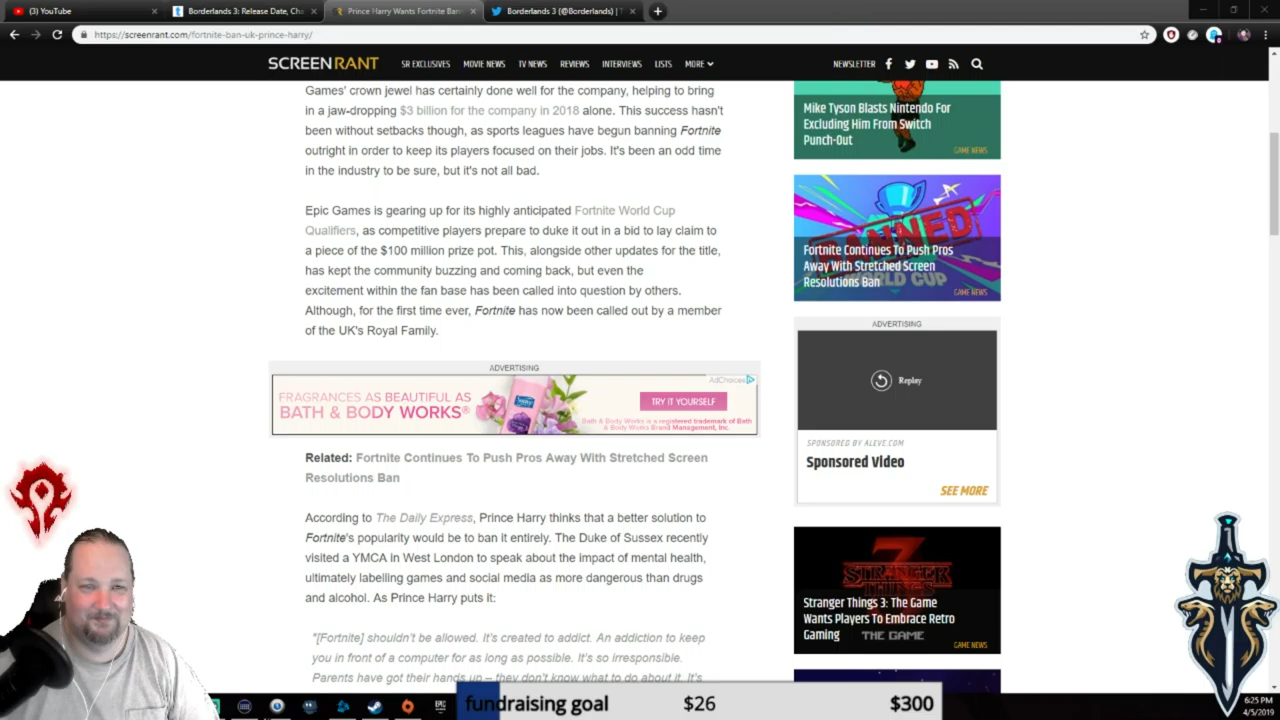 (3) YouTube
Borderlands 3: Release Date, Cha
Prince Harry Wants Fortnite Ban
Borderlands 3 (@Borderlands) | T
https://screenrant.com/fortnite-ban-uk-prince-harry/
SCREENRANT
SR EXCLUSIVES
MOVIE NEWS
TV NEWS
REVIEWS
INTERVIEWS
LISTS
MORE
NEWSLETTER
Games' crown jewel has certainly done well for the company, helping to bring
in a jaw-dropping $3 billion for the company in 2018 alone. This success hasn't
been without setbacks though, as sports leagues have begun banning Fortnite
outright in order to keep its players focused on their jobs. It's been an odd time
in the industry to be sure, but it's not all bad.
Epic Games is gearing up for its highly anticipated Fortnite World Cup
Qualifiers, as competitive players prepare to duke it out in a bid to lay claim to
a piece of the $100 million prize pot. This, alongside other updates for the title,
has kept the community buzzing and coming back, but even the
excitement within the fan base has been called into question by others.
Although, for the first time ever, Fortnite has now been called out by a member
of the UK's Royal Family.
ADVERTISING
FRAGRANCES AS BEAUTIFUL AS
BATH & BODY WORKS®
TRY IT YOURSELF
AdChoices
Bath & Body Works is a registered trademark of Bath
& Body Works Brand Management, Inc.
Related: Fortnite Continues To Push Pros Away With Stretched Screen
Resolutions Ban
According to The Daily Express, Prince Harry thinks that a better solution to
Fortnite's popularity would be to ban it entirely. The Duke of Sussex recently
visited a YMCA in West London to speak about the impact of mental health,
ultimately labelling games and social media as more dangerous than drugs
and alcohol. As Prince Harry puts it:
"[Fortnite] shouldn't be allowed. It's created to addict. An addiction to keep
you in front of a computer for as long as possible. It's so irresponsible.
Parents have got their hands up – they don't know what to do about it. It's
Mike Tyson Blasts Nintendo For
Excluding Him From Switch
Punch-Out
GAME NEWS
BANNED
WORLD CUP
Fortnite Continues To Push Pros
Away With Stretched Screen
Resolutions Ban
GAME NEWS
ADVERTISING
Replay
SPONSORED BY ALEVE.COM
Sponsored Video
SEE MORE
3
STRANGER
THINGS
THE GAME
Stranger Things 3: The Game
Wants Players To Embrace Retro
Gaming
GAME NEWS
EPIC
fundraising goal
$26
$300
6:25 PM
4/5/2019